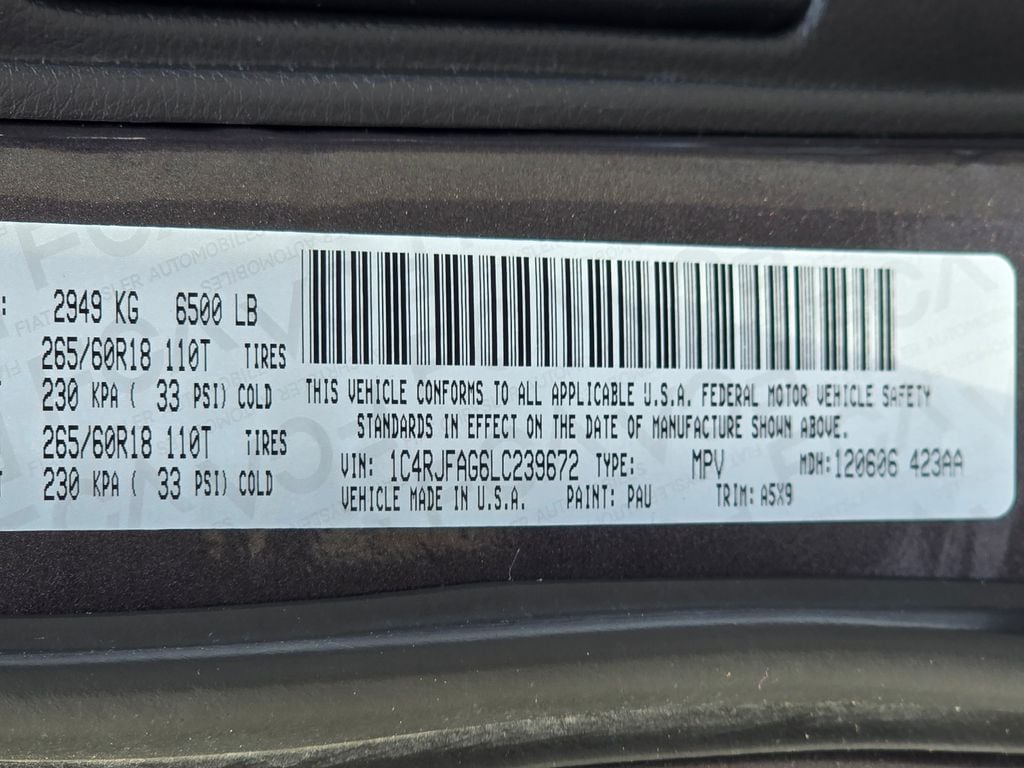 : 2949 KG 6500 LB
265/60R18 110T TIRES
230 KPA ( 33 PSI) COLD
265/60R18 110T TIRES
230 KPA ( 33 PSI) COLD
THIS VEHICLE CONFORMS TO ALL APPLICABLE U.S.A. FEDERAL MOTOR VEHICLE SAFETY
STANDARDS IN EFFECT ON THE DATE OF MANUFACTURE SHOWN ABOVE.
VIN: 1C4RJFAG6LC239672 TYPE: MPV MDH:120606 423AA
VEHICLE MADE IN U.S.A. PAINT: PAU TRIM: A5X9